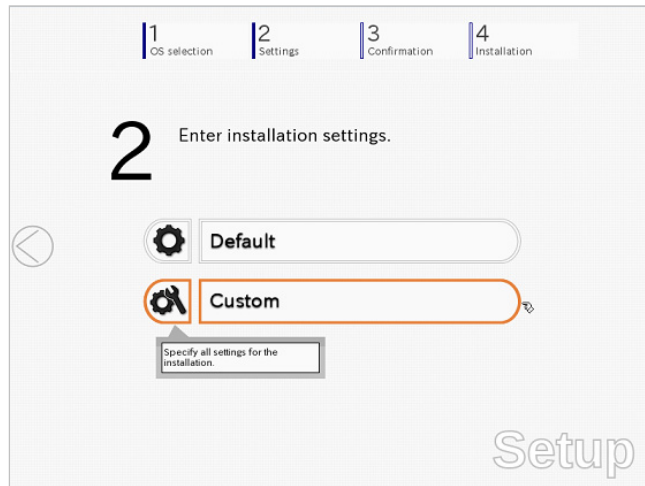 1
OS selection
2
Settings
3
Confirmation
4
Installation
2
Enter installation settings.
Default
Custom
Specify all settings for the
installation.
Setup